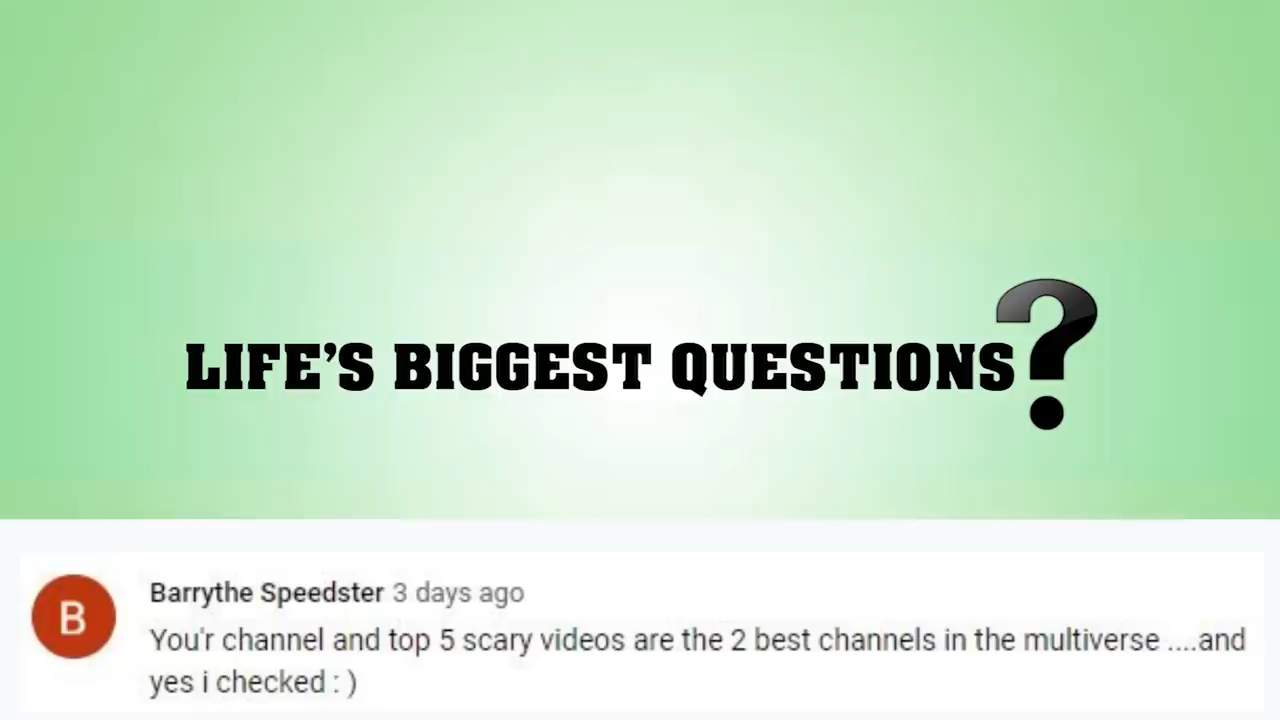 LIFE'S BIGGEST QUESTIONS?
B
Barrythe Speedster 3 days ago
You'r channel and top 5 scary videos are the 2 best channels in the multiverse ....and
yes i checked : )